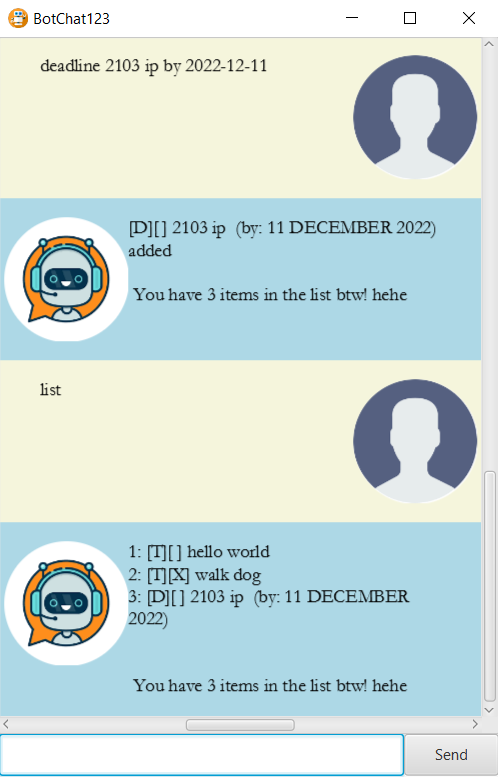 BotChat123
deadline 2103 ip by 2022-12-11
[D][ ] 2103 ip  (by: 11 DECEMBER 2022)
added
You have 3 items in the list btw! hehe
list
1: [T][ ] hello world
2: [T][X] walk dog
3: [D][ ] 2103 ip  (by: 11 DECEMBER
2022)
You have 3 items in the list btw! hehe
Send